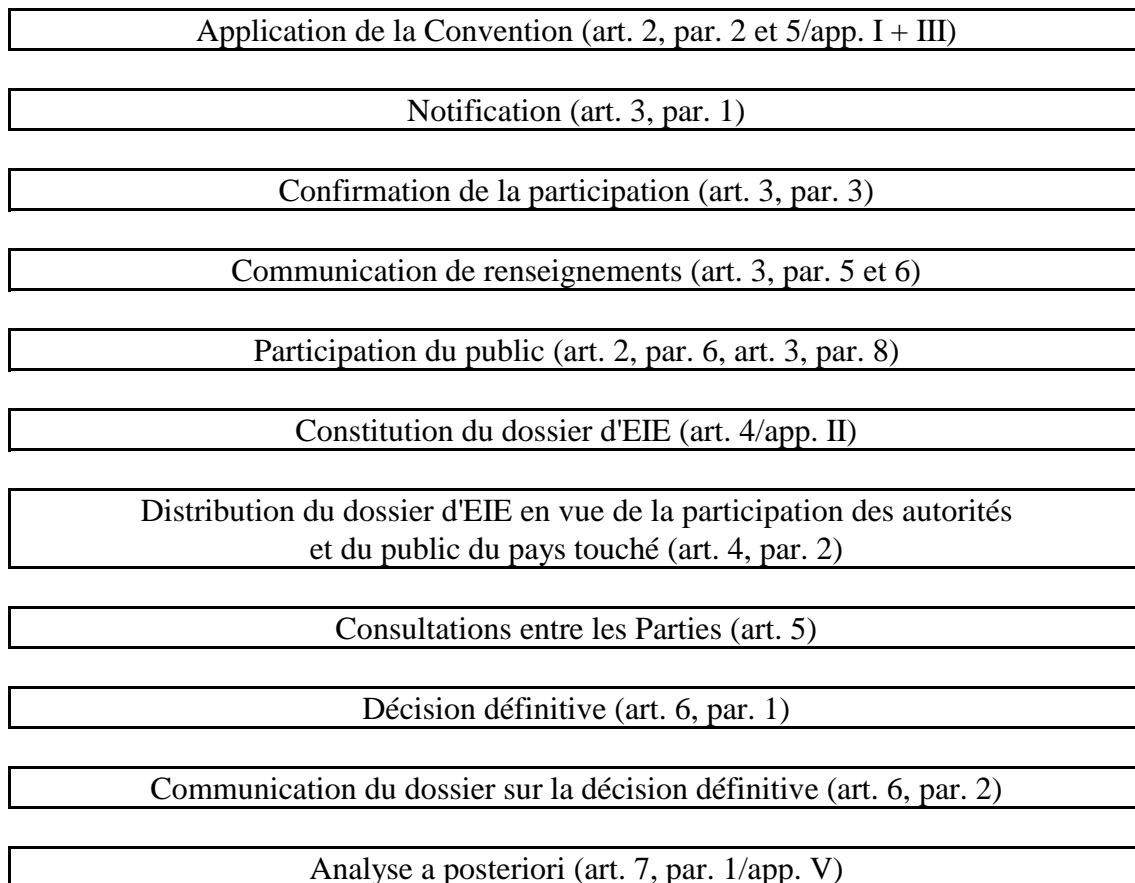 Application de la Convention (art. 2, par. 2 et 5/app. I + III)
Notification (art. 3, par. 1)
Confirmation de la participation (art. 3, par. 3)
Communication de renseignements (art. 3, par. 5 et 6)
Participation du public (art. 2, par. 6, art. 3, par. 8)
Constitution du dossier d'EIE (art. 4/app. II)
Distribution du dossier d'EIE en vue de la participation des autorités
et du public du pays touché (art. 4, par. 2)
Consultations entre les Parties (art. 5)
Décision définitive (art. 6, par. 1)
Communication du dossier sur la décision définitive (art. 6, par. 2)
Analyse a posteriori (art. 7, par. 1/app. V)